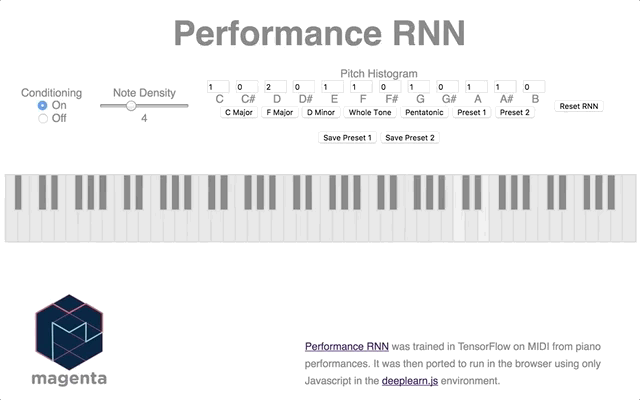 Performance RNN
Pitch Histogram
Conditioning
On
Off
Note Density
4
1 0 2 0 1 1 0 1 0 1 1 0
C C# D D# E F F# G G# A A# B
C Major F Major D Minor Whole Tone Pentatonic Preset 1 Preset 2
Reset RNN
Save Preset 1 Save Preset 2
magenta
Performance RNN was trained in TensorFlow on MIDI from piano
performances. It was then ported to run in the browser using only
Javascript in the deeplearn.js environment.